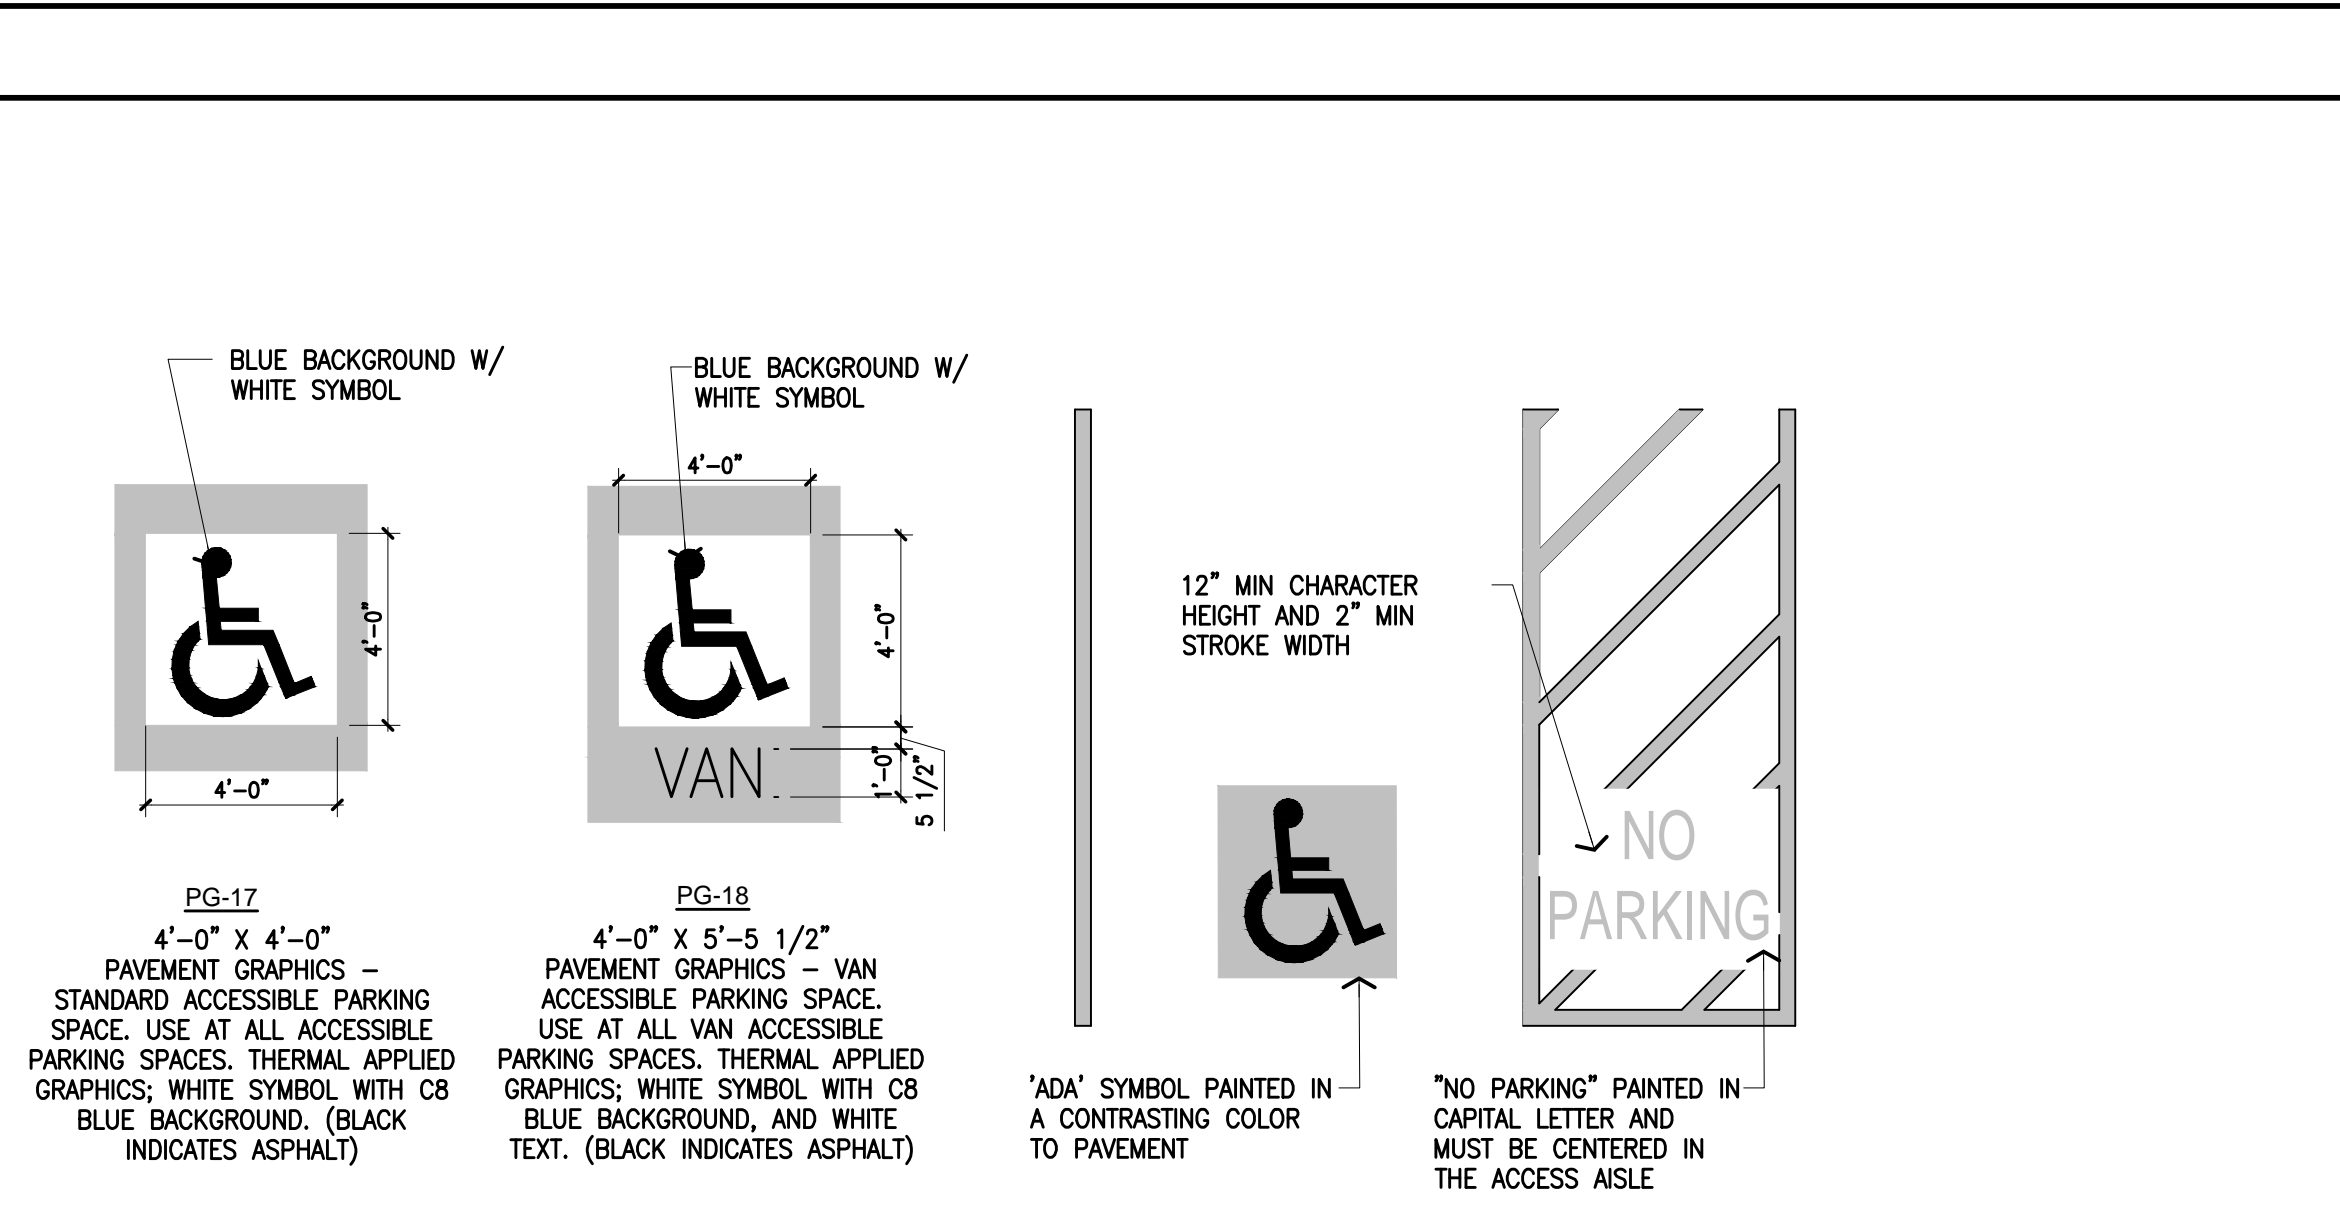 BLUE BACKGROUND W/
WHITE SYMBOL
4'-0"
4'-0"
PG-17
4'-0" X 4'-0"
PAVEMENT GRAPHICS –
STANDARD ACCESSIBLE PARKING
SPACE. USE AT ALL ACCESSIBLE
PARKING SPACES. THERMAL APPLIED
GRAPHICS; WHITE SYMBOL WITH C8
BLUE BACKGROUND. (BLACK
INDICATES ASPHALT)
BLUE BACKGROUND W/
WHITE SYMBOL
4'-0"
4'-0"
VAN
1'-0"
5 1/2"
PG-18
4'-0" X 5'-5 1/2"
PAVEMENT GRAPHICS – VAN
ACCESSIBLE PARKING SPACE.
USE AT ALL VAN ACCESSIBLE
PARKING SPACES. THERMAL APPLIED
GRAPHICS; WHITE SYMBOL WITH C8
BLUE BACKGROUND, AND WHITE
TEXT. (BLACK INDICATES ASPHALT)
12" MIN CHARACTER
HEIGHT AND 2" MIN
STROKE WIDTH
NO
PARKING
'ADA' SYMBOL PAINTED IN
A CONTRASTING COLOR
TO PAVEMENT
"NO PARKING" PAINTED IN
CAPITAL LETTER AND
MUST BE CENTERED IN
THE ACCESS AISLE